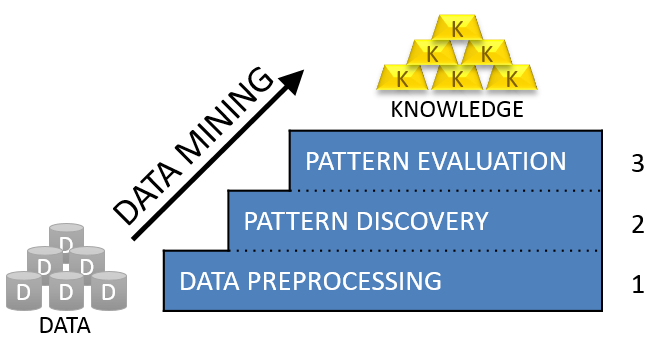 K
K K
K K K
KNOWLEDGE
DATA MINING
PATTERN EVALUATION 3
PATTERN DISCOVERY 2
DATA PREPROCESSING 1
D
D D
D D D
DATA